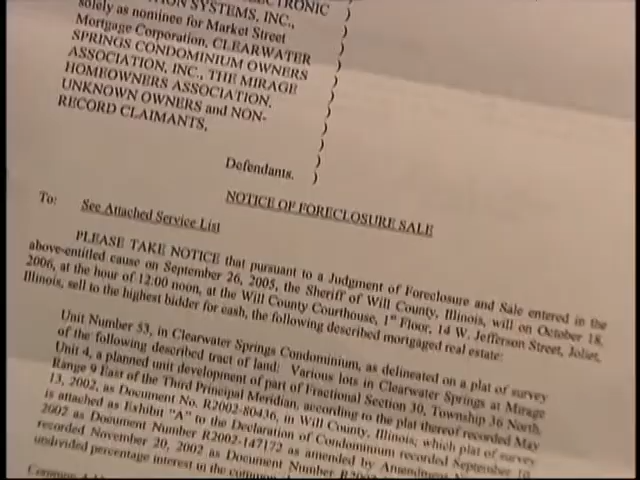 ELECTRONIC
SYSTEMS, INC.,
solely as nominee for Market Street
Mortgage Corporation, CLEARWATER
SPRINGS CONDOMINIUM OWNERS
ASSOCIATION, INC., THE MIRAGE
HOMEOWNERS ASSOCIATION,
UNKNOWN OWNERS and NON-
RECORD CLAIMANTS,
Defendants.
NOTICE OF FORECLOSURE SALE
To: See Attached Service List
PLEASE TAKE NOTICE that pursuant to a Judgment of Foreclosure and Sale entered in the
above-entitled cause on September 26, 2005, the Sheriff of Will County, Illinois, will on October 18,
2006, at the hour of 12:00 noon, at the Will County Courthouse, 1st Floor, 14 W. Jefferson Street, Joliet,
Illinois, sell to the highest bidder for cash, the following described mortgaged real estate:
Unit Number 53, in Clearwater Springs Condominium, as delineated on a plat of survey
of the following described tract of land: Various lots in Clearwater Springs at Mirage
Unit 4, a planned unit development of part of Fractional Section 30, Township 36 North,
Range 9 East of the Third Principal Meridian, according to the plat thereof recorded May
13, 2002, as Document No. R2002-80436, in Will County, Illinois; which plat of survey
is attached as Exhibit "A" to the Declaration of Condominium recorded September 10,
2002 as Document Number R2002-147172 as amended by Amendment
recorded November 20, 2002 as Document Number
undivided percentage interest in the